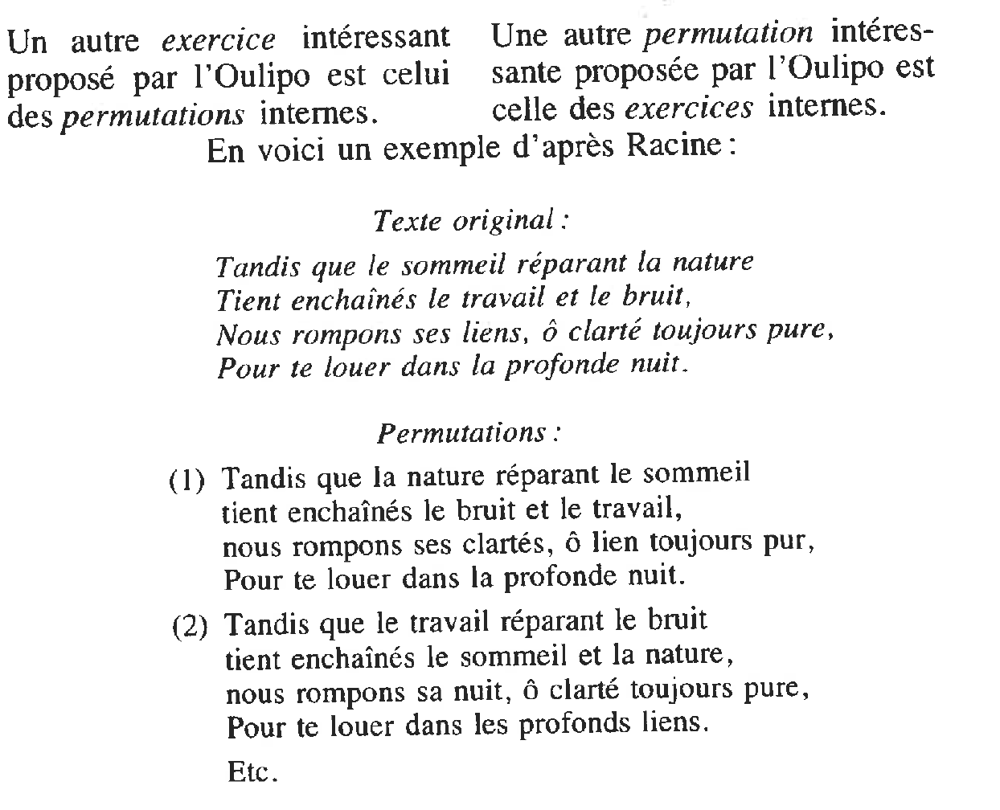 Un autre exercice intéressant
proposé par l'Oulipo est celui
des permutations internes.
Une autre permutation intéres-
sante proposée par l'Oulipo est
celle des exercices internes.
En voici un exemple d'après Racine :
Texte original :
Tandis que le sommeil réparant la nature
Tient enchaînés le travail et le bruit,
Nous rompons ses liens, ô clarté toujours pure,
Pour te louer dans la profonde nuit.
Permutations :
(1) Tandis que la nature réparant le sommeil
tient enchaînés le bruit et le travail,
nous rompons ses clartés, ô lien toujours pur,
Pour te louer dans la profonde nuit.
(2) Tandis que le travail réparant le bruit
tient enchaînés le sommeil et la nature,
nous rompons sa nuit, ô clarté toujours pure,
Pour te louer dans les profonds liens.
Etc.